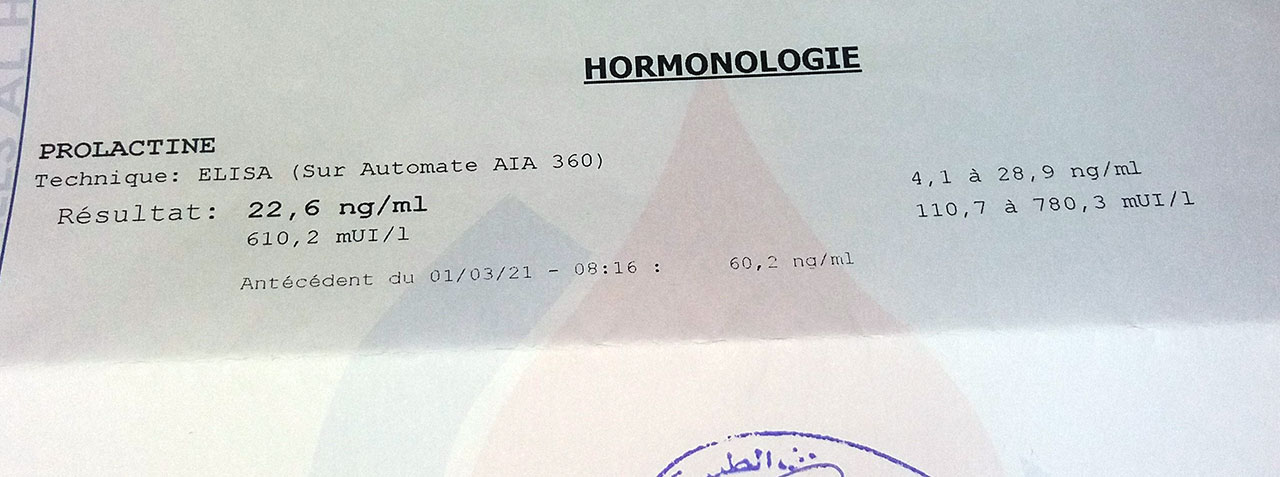 HORMONOLOGIE
PROLACTINE
Technique: ELISA (Sur Automate AIA 360)
4,1 à 28,9 ng/ml
Résultat: 22,6 ng/ml
110,7 à 780,3 mUI/l
610,2 mUI/l
Antécédent du 01/03/21 - 08:16 : 60,2 ng/ml